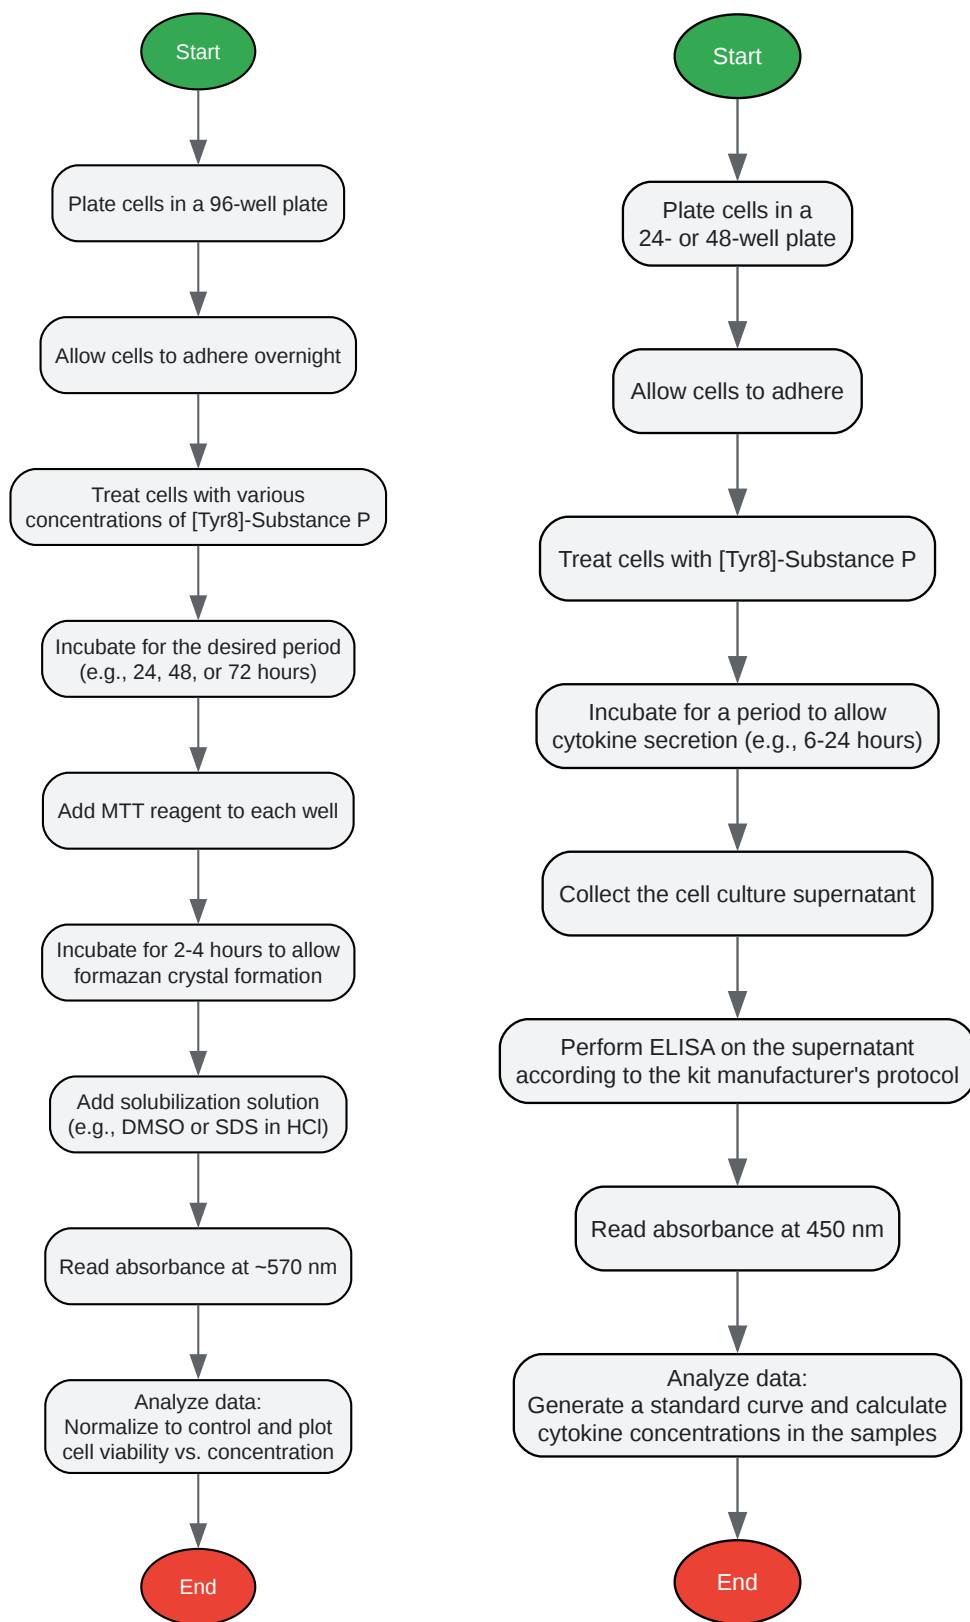 Start
Plate cells in a 96-well plate
Allow cells to adhere overnight
Treat cells with various
concentrations of [Tyr8]-Substance P
Incubate for the desired period
(e.g., 24, 48, or 72 hours)
Add MTT reagent to each well
Incubate for 2-4 hours to allow
formazan crystal formation
Add solubilization solution
(e.g., DMSO or SDS in HCl)
Read absorbance at ~570 nm
Analyze data:
Normalize to control and plot
cell viability vs. concentration
End
Start
Plate cells in a
24- or 48-well plate
Allow cells to adhere
Treat cells with [Tyr8]-Substance P
Incubate for a period to allow
cytokine secretion (e.g., 6-24 hours)
Collect the cell culture supernatant
Perform ELISA on the supernatant
according to the kit manufacturer's protocol
Read absorbance at 450 nm
Analyze data:
Generate a standard curve and calculate
cytokine concentrations in the samples
End